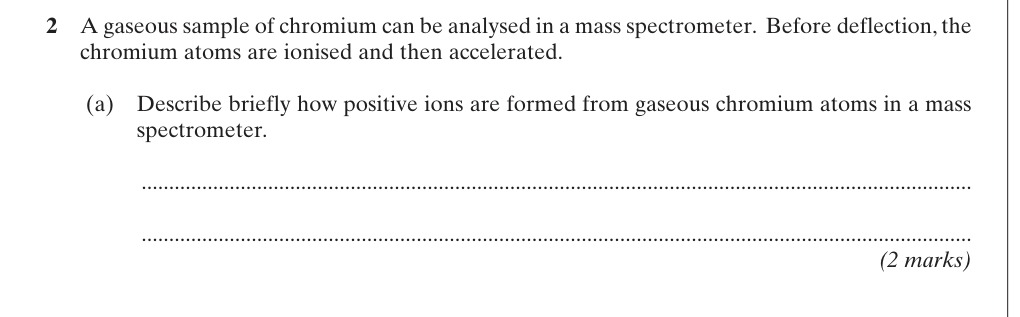 2 A gaseous sample of chromium can be analysed in a mass spectrometer. Before deflection, the
chromium atoms are ionised and then accelerated.
(a) Describe briefly how positive ions are formed from gaseous chromium atoms in a mass
spectrometer.
..........................................................................................................................................................
..........................................................................................................................................................
(2 marks)